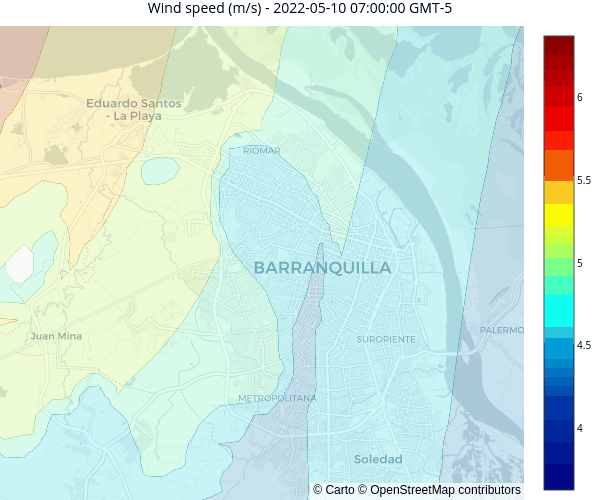 Wind speed (m/s) - 2022-05-10 07:00:00 GMT-5
Eduardo Santos
- La Playa
RIOMAR
BARRANQUILLA
Juan Mina
SURORIENTE
PALERMO
METROPOLITANA
Soledad
© Carto © OpenStreetMap contributors
6
5.5
5
4.5
4